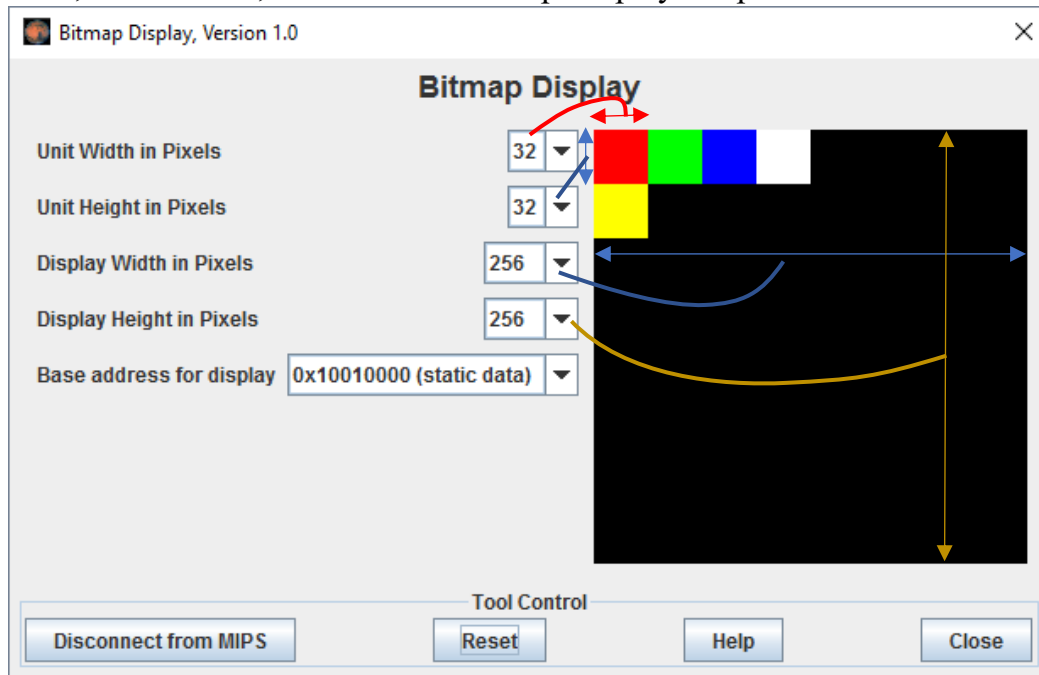 Bitmap Display, Version 1.0
Bitmap Display
Unit Width in Pixels 32
Unit Height in Pixels 32
Display Width in Pixels 256
Display Height in Pixels 256
Base address for display 0x10010000 (static data)
Tool Control
Disconnect from MIPS Reset Help Close